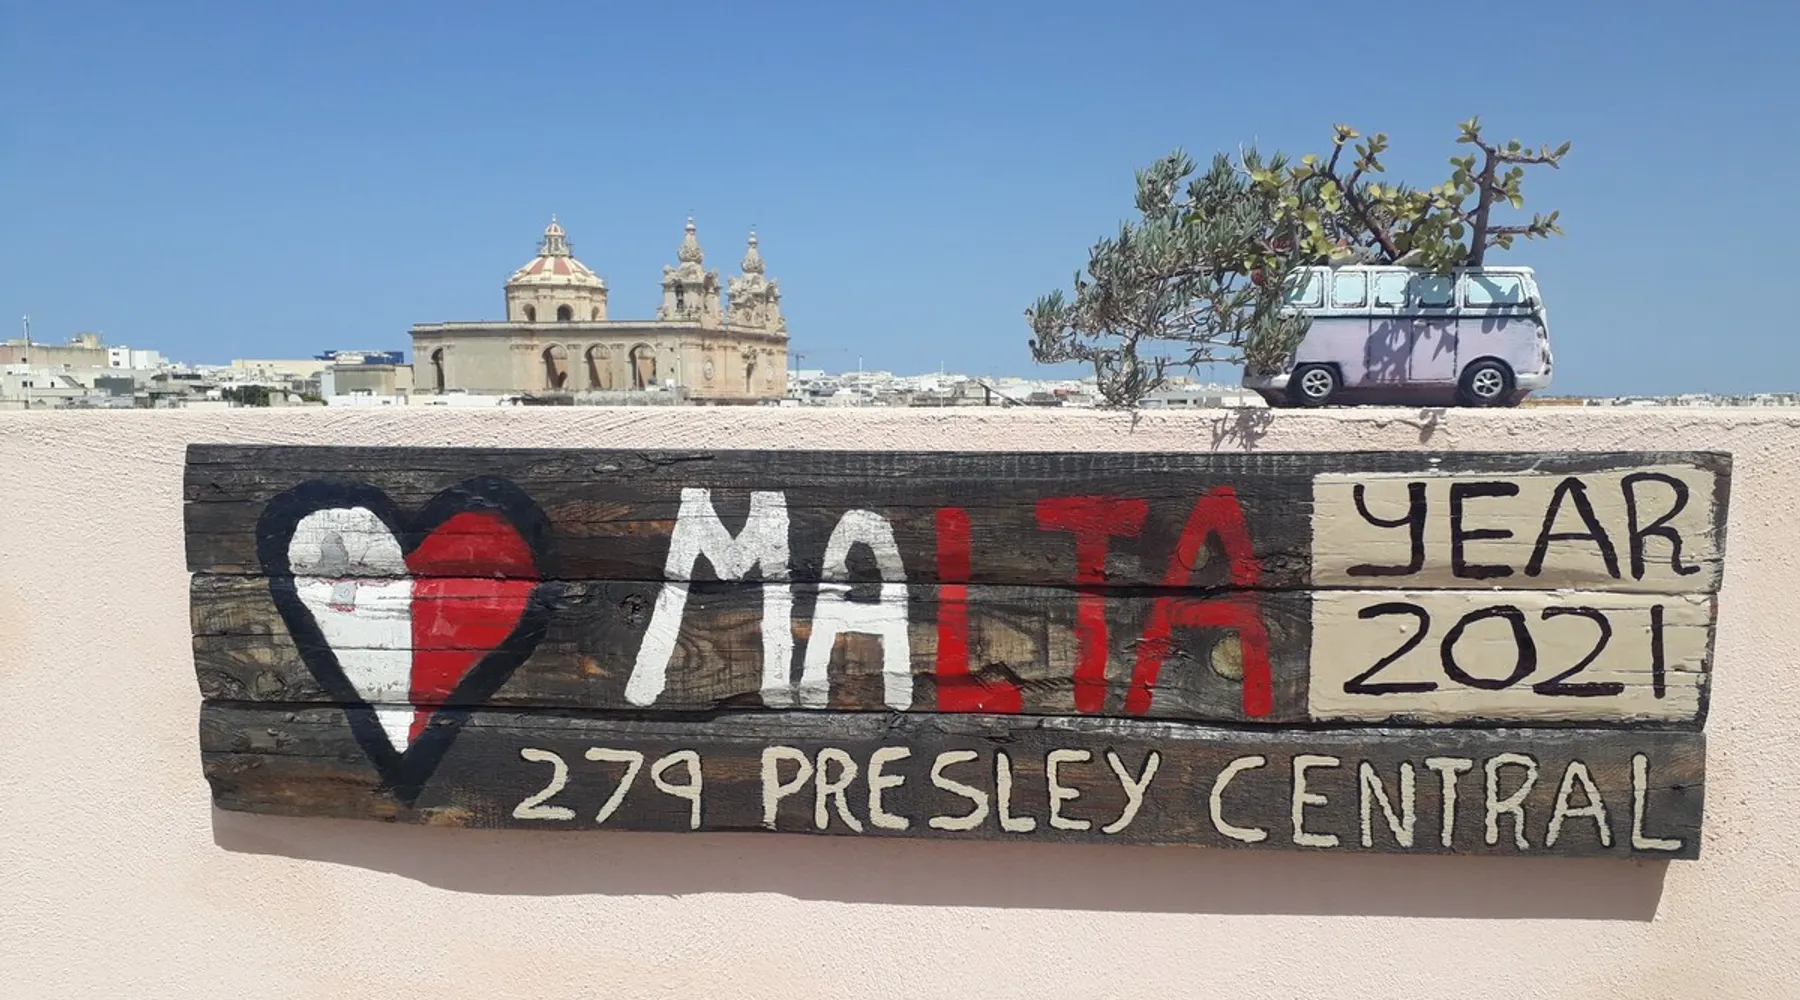 MALTA
YEAR
2021
279 PRESLEY CENTRAL